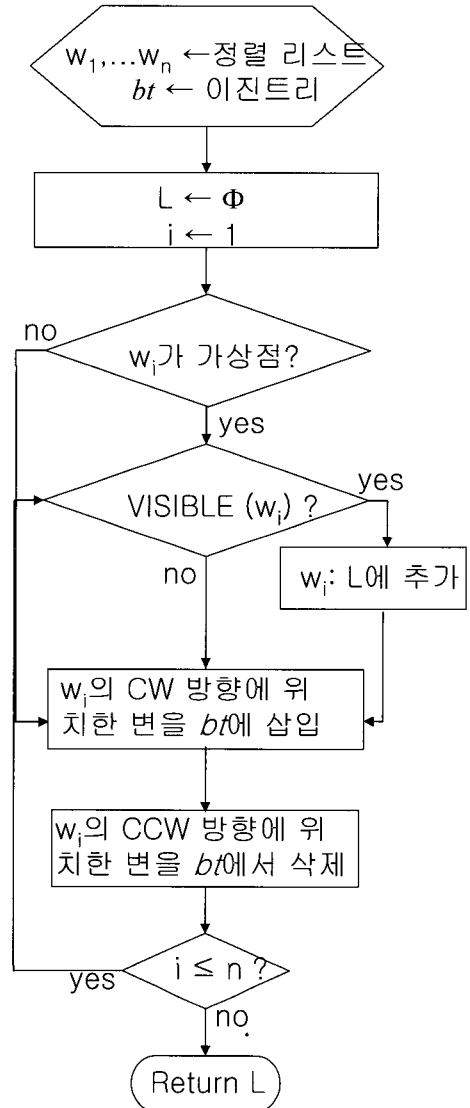 w1,...wn ←정렬 리스트
bt ← 이진트리
L ← Φ
i ← 1
no
wi가 가상점?
yes
VISIBLE (wi) ?
yes
no
wi: L에 추가
wi의 CW 방향에 위
치한 변을 bt에 삽입
wi의 CCW 방향에 위
치한 변을 bt에서 삭제
i ≤ n ?
yes
no
Return L